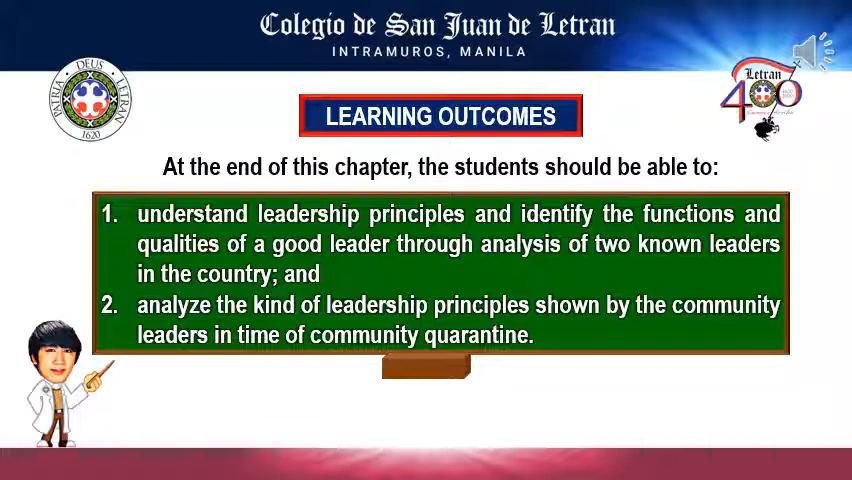 Colegio de San Juan de Letran
INTRAMUROS, MANILA
DEUS
PATRIA
LETRAN
1620
Letran
400
LEARNING OUTCOMES
At the end of this chapter, the students should be able to:
1. understand leadership principles and identify the functions and
qualities of a good leader through analysis of two known leaders
in the country; and
2. analyze the kind of leadership principles shown by the community
leaders in time of community quarantine.